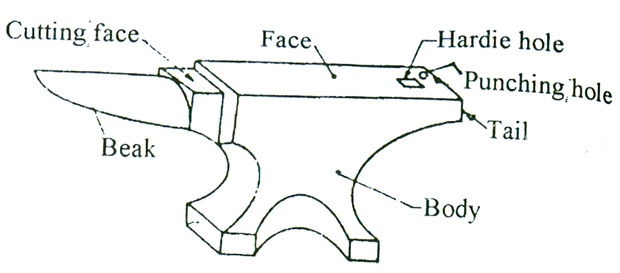 Cutting face
Face
Hardie hole
Punching hole
Tail
Beak
Body